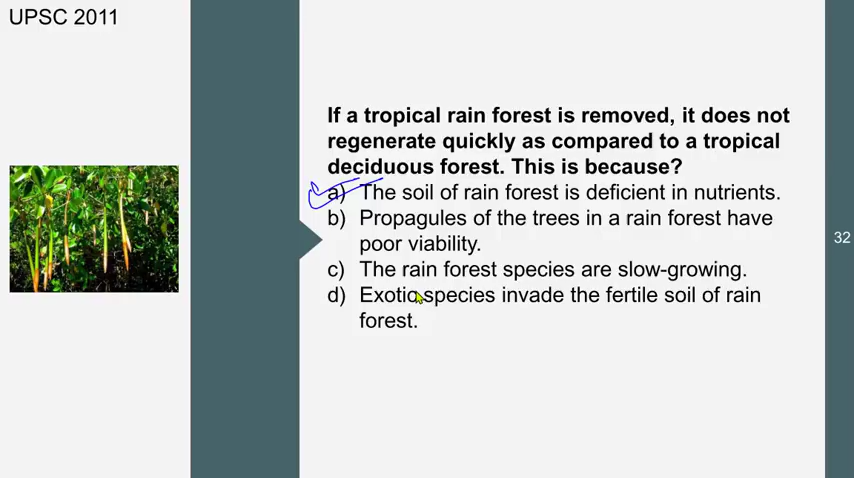 UPSC 2011
If a tropical rain forest is removed, it does not
regenerate quickly as compared to a tropical
deciduous forest. This is because?
a) The soil of rain forest is deficient in nutrients.
b) Propagules of the trees in a rain forest have
poor viability.
c) The rain forest species are slow-growing.
d) Exotic species invade the fertile soil of rain
forest.
32